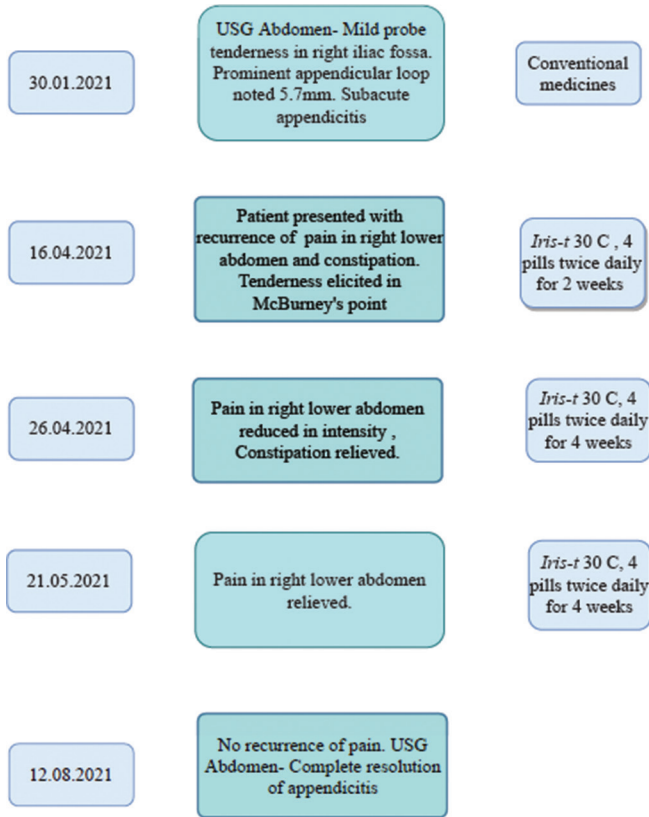 30.01.2021
USG Abdomen- Mild probe
tenderness in right iliac fossa.
Prominent appendicular loop
noted 5.7mm. Subacute
appendicitis
Conventional
medicines
16.04.2021
Patient presented with
recurrence of pain in right lower
abdomen and constipation.
Tenderness elicited in
McBurney's point
Iris-t 30 C , 4
pills twice daily
for 2 weeks
26.04.2021
Pain in right lower abdomen
reduced in intensity ,
Constipation relieved.
Iris-t 30 C, 4
pills twice daily
for 4 weeks
21.05.2021
Pain in right lower abdomen
relieved.
Iris-t 30 C, 4
pills twice daily
for 4 weeks
12.08.2021
No recurrence of pain. USG
Abdomen- Complete resolution
of appendicitis